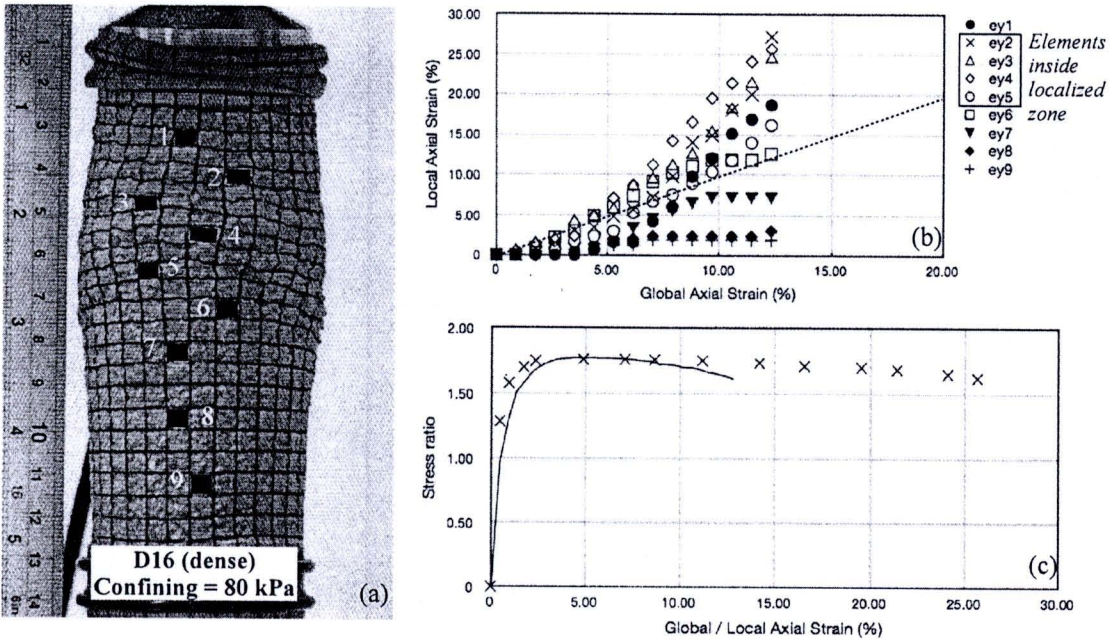 1
2
3
4
5
6
7
8
9
D16 (dense)
Confining = 80 kPa
(a)
30.00
25.00
20.00
15.00
10.00
5.00
0
0
5.00
10.00
15.00
20.00
Local Axial Strain (%)
Global Axial Strain (%)
(b)
ey1
ey2
ey3
ey4
ey5
ey6
ey7
ey8
ey9
Elements
inside
localized
zone
2.00
1.50
1.00
0.50
0
0
5.00
10.00
15.00
20.00
25.00
30.00
Stress ratio
Global / Local Axial Strain (%)
(c)